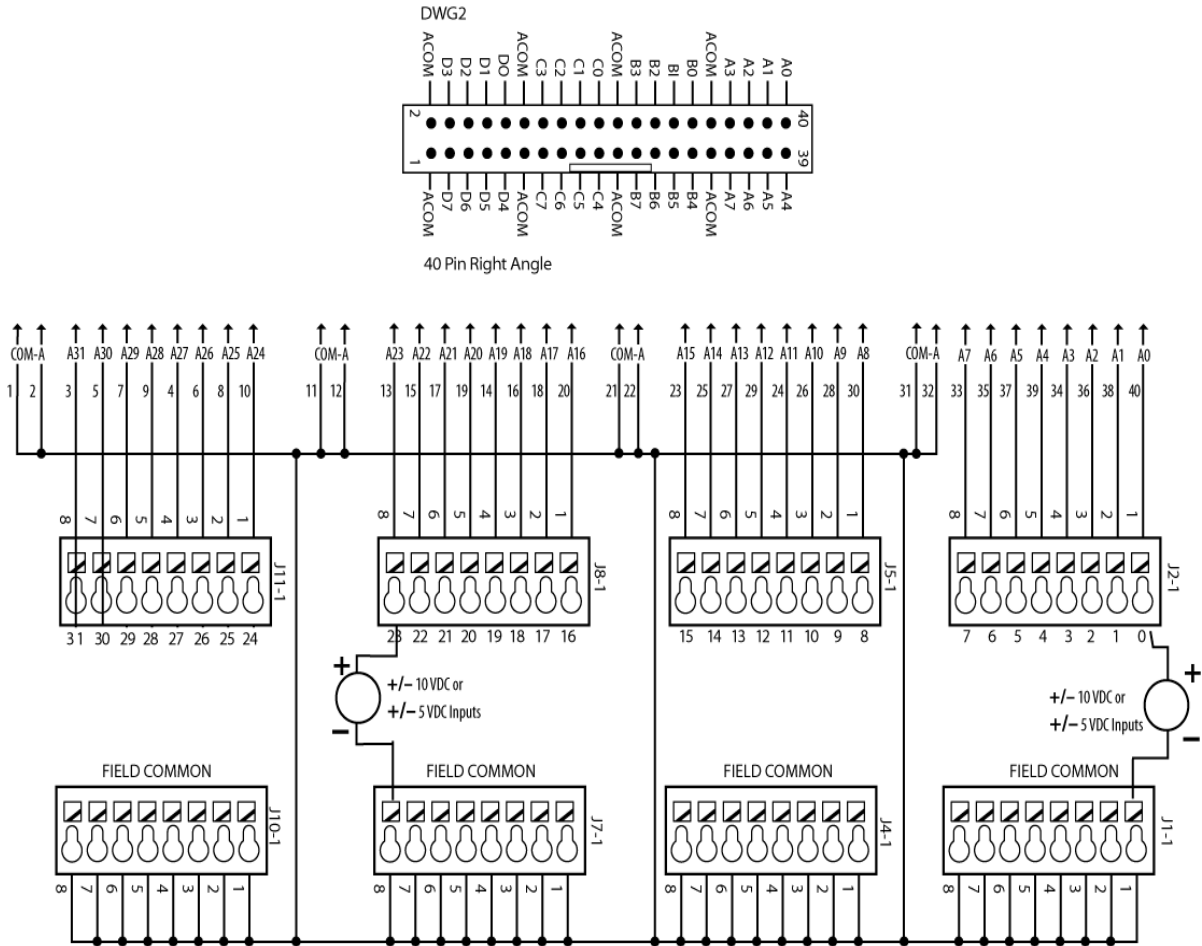 DWG2
ACOM D3 D2 D1 DO ACOM C3 C2 C1 C0 ACOM B3 B2 BI B0 ACOM A3 A2 A1 A0
2 40
1 39
ACOM D7 D6 D5 D4 ACOM C7 C6 C5 C4 ACOM B7 B6 B5 B4 ACOM A7 A6 A5 A4
40 Pin Right Angle
COM-A A31 A30 A29 A28 A27 A26 A25 A24 COM-A A23 A22 A21 A20 A19 A18 A17 A16 COM-A A15 A14 A13 A12 A11 A10 A9 A8 COM-A A7 A6 A5 A4 A3 A2 A1 A0
1 2 3 5 7 9 4 6 8 10 11 12 13 15 17 19 14 16 18 20 21 22 23 25 27 29 24 26 28 30 31 32 33 35 37 39 34 36 38 40
8 7 6 5 4 3 2 1 8 7 6 5 4 3 2 1 8 7 6 5 4 3 2 1 8 7 6 5 4 3 2 1
J11-1 J8-1 J5-1 J2-1
31 30 29 28 27 26 25 24 23 22 21 20 19 18 17 16 15 14 13 12 11 10 9 8 7 6 5 4 3 2 1 0
+ +/- 10 VDC or
+/- 5 VDC Inputs
−
+/- 10 VDC or +
+/- 5 VDC Inputs
−
FIELD COMMON FIELD COMMON FIELD COMMON FIELD COMMON
J10-1 J7-1 J4-1 J1-1
8 7 6 5 4 3 2 1 8 7 6 5 4 3 2 1 8 7 6 5 4 3 2 1 8 7 6 5 4 3 2 1